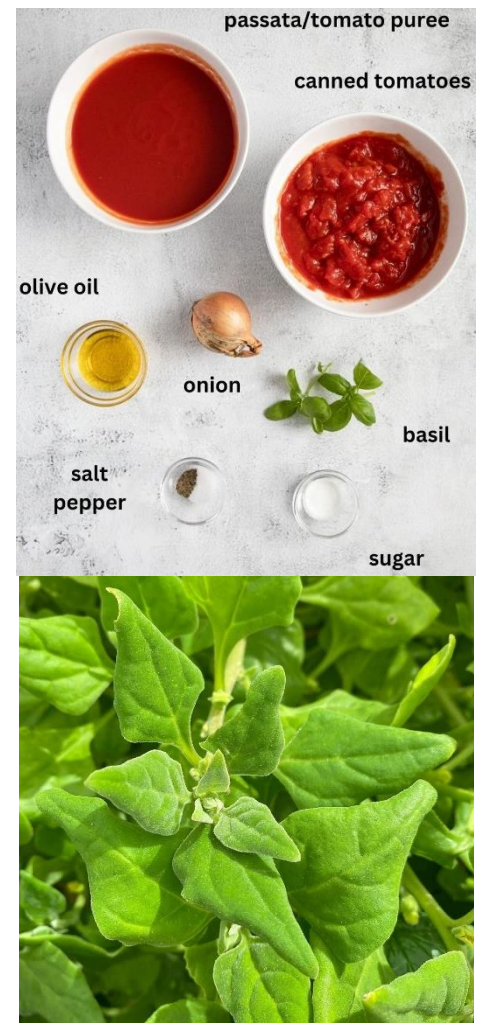 passata/tomato puree
canned tomatoes
olive oil
onion
basil
salt
pepper
sugar